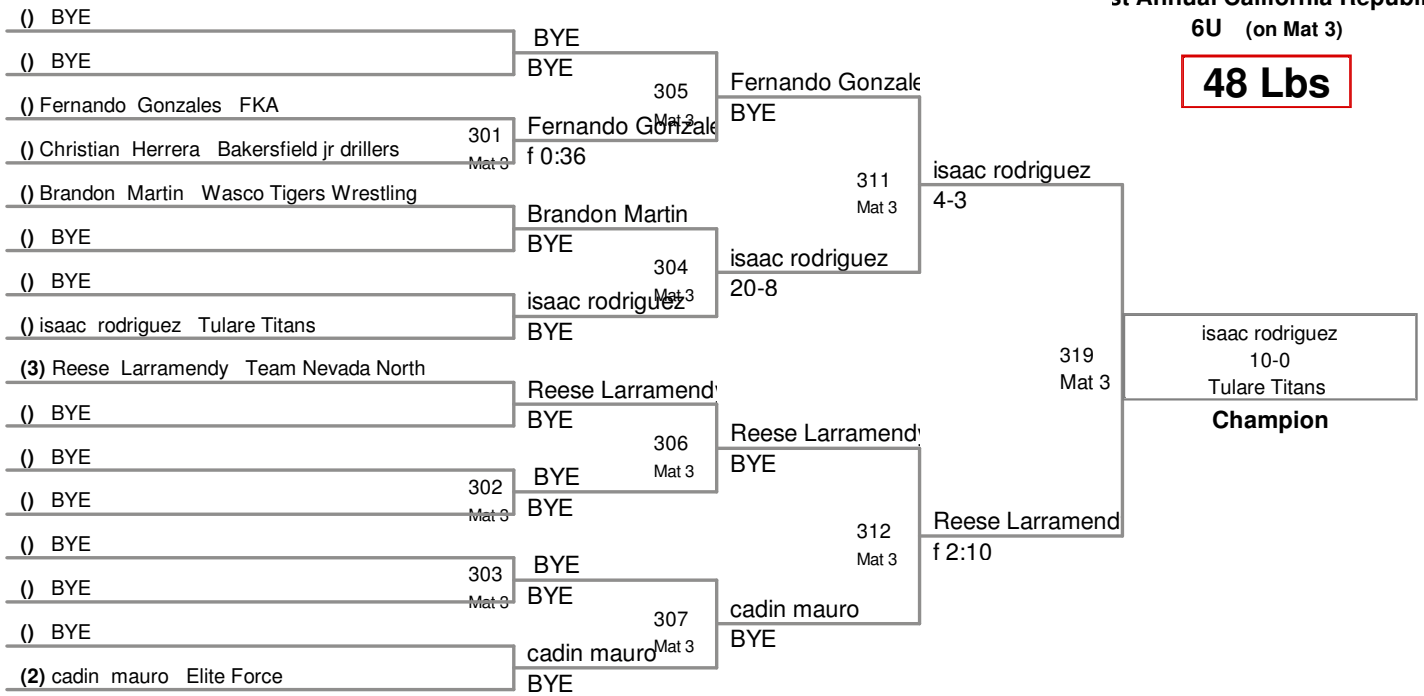 st Annual California Republi
6U (on Mat 3)
48 Lbs
() BYE
() BYE
() Fernando Gonzales FKA
() Christian Herrera Bakersfield jr drillers
() Brandon Martin Wasco Tigers Wrestling
() BYE
() BYE
() isaac rodriguez Tulare Titans
(3) Reese Larramendy Team Nevada North
() BYE
() BYE
() BYE
() BYE
() BYE
() BYE
(2) cadin mauro Elite Force
301
Mat 3
302
Mat 3
303
Mat 3
BYE
BYE
Fernando Gonzale
f 0:36
Brandon Martin
BYE
isaac rodriguez
BYE
Reese Larramendy
BYE
BYE
BYE
BYE
BYE
cadin mauro
BYE
305
Mat 3
304
Mat 3
306
Mat 3
307
Mat 3
Fernando Gonzale
BYE
isaac rodriguez
20-8
Reese Larramendy
BYE
cadin mauro
BYE
311
Mat 3
312
Mat 3
isaac rodriguez
4-3
Reese Larramend
f 2:10
319
Mat 3
isaac rodriguez
10-0
Tulare Titans
Champion